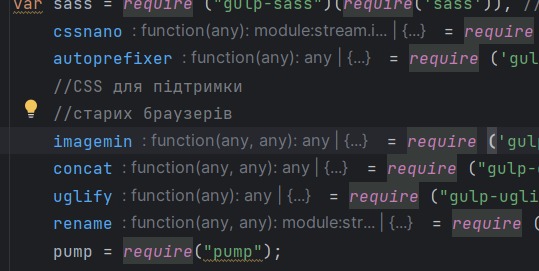 var sass = require ("gulp-sass")(require('sass')), //
cssnano : function(any): module:stream.i... | {...} = require
autoprefixer : function(any): any | {...} = require ('gul
//CSS для підтримки
//старих браузерів
imagemin : function(any, any): any | {...} = require ('gulp
concat : function(any, any): any | {...} = require ("gulp-
uglify : function(any): any | {...} = require ("gulp-ugli
rename : function(any, any): module:str... | {...} = require (
pump = require("pump");